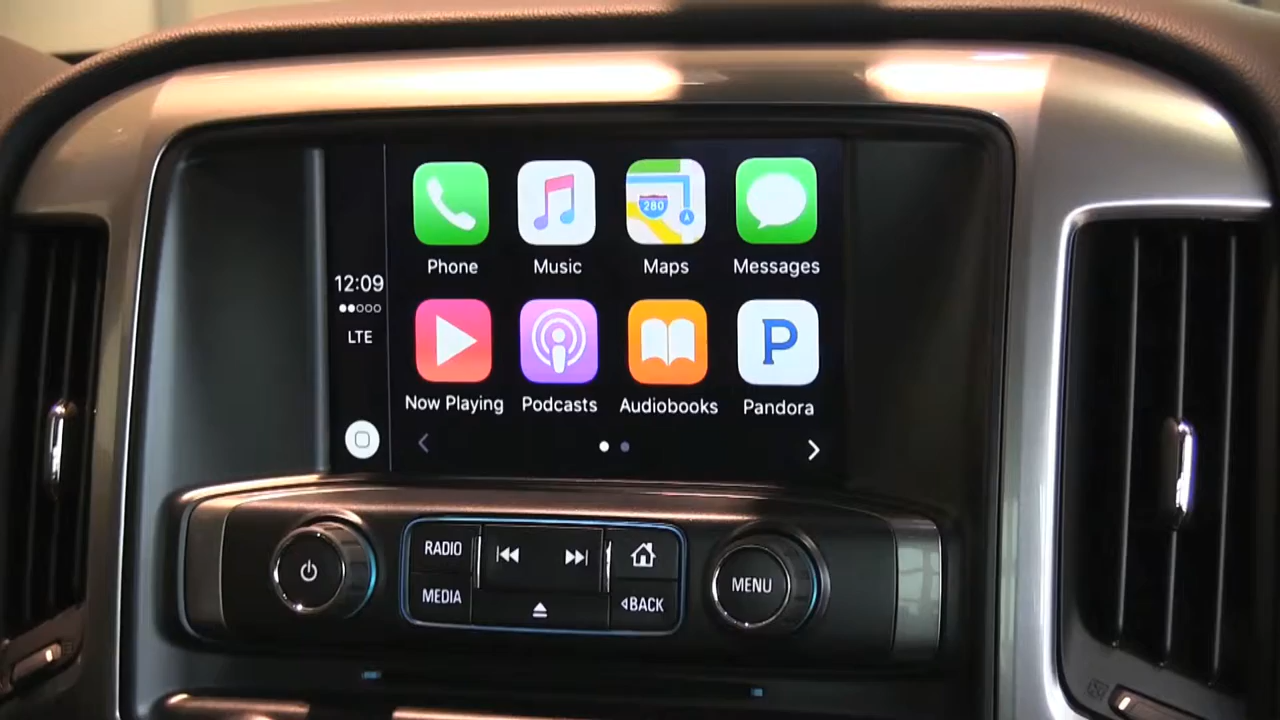 280
A
Phone
Music
Maps
Messages
12:09
LTE
P
Now Playing
Podcasts
Audiobooks
Pandora
RADIO
MEDIA
BACK
MENU